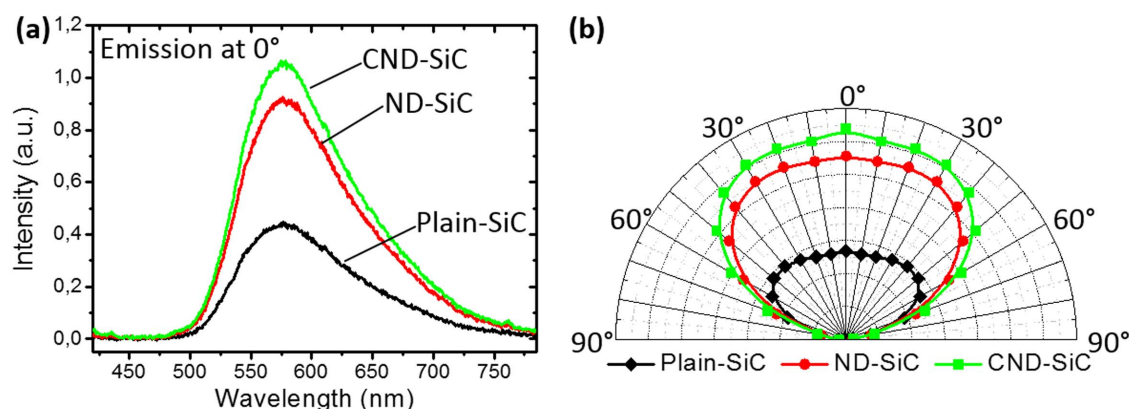 (a)
Emission at 0°
CND-SiC
ND-SiC
Plain-SiC
Intensity (a.u.)
1,2
1,0
0,8
0,6
0,4
0,2
0,0
450 500 550 600 650 700 750
Wavelength (nm)
(b)
0°
30° 30°
60° 60°
90° 90°
Plain-SiC ND-SiC CND-SiC